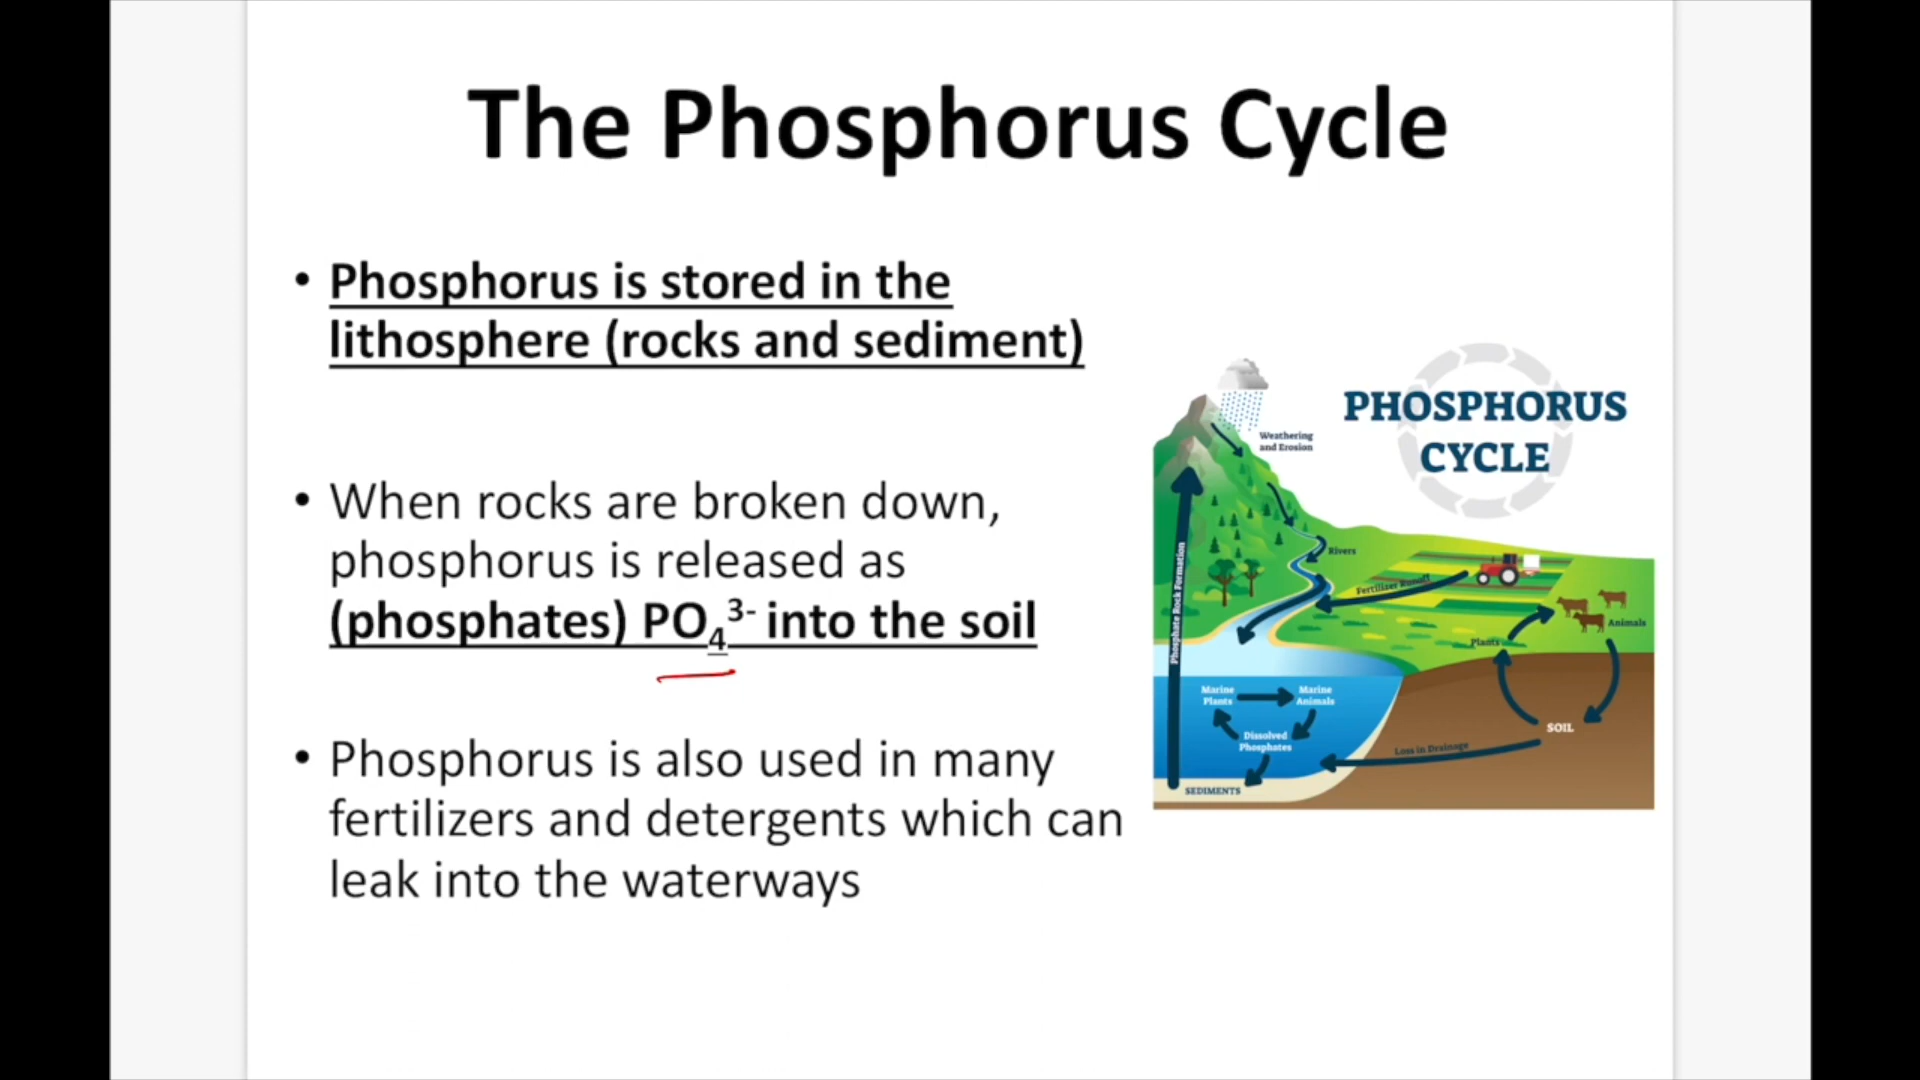 The Phosphorus Cycle
• Phosphorus is stored in the
lithosphere (rocks and sediment)
• When rocks are broken down,
phosphorus is released as
(phosphates) PO₄³⁻ into the soil
• Phosphorus is also used in many
fertilizers and detergents which can
leak into the waterways
PHOSPHORUS
CYCLE
Weathering
and Erosion
Rivers
Fertilizer Runoff
Phosphate Rock Formation
Plants
Animals
Marine
Plants
Marine
Animals
Dissolved
Phosphates
SOIL
Loss in Drainage
SEDIMENTS